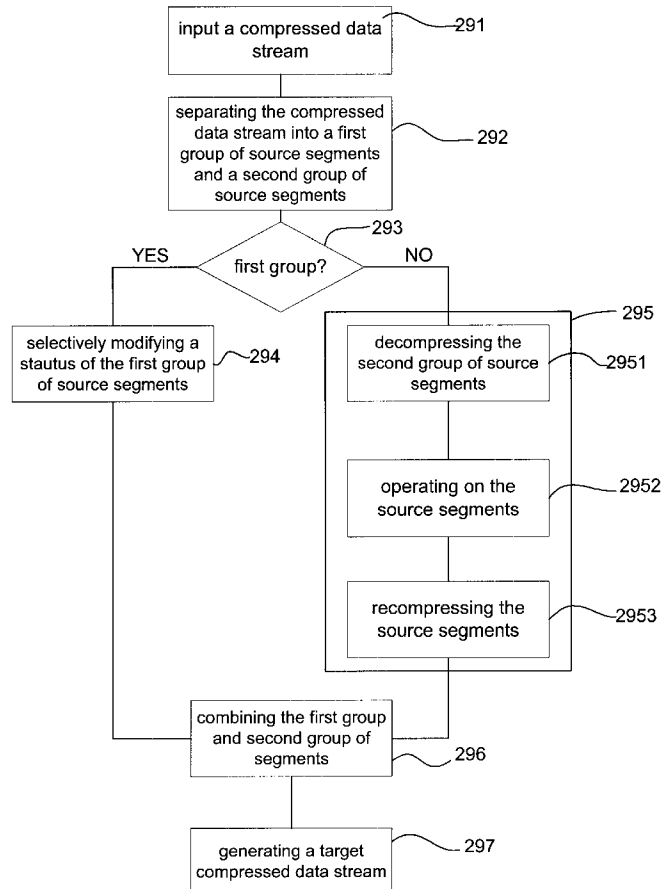 input a compressed data
stream
291
separating the compressed
data stream into a first
group of source segments
and a second group of
source segments
292
293
YES
first group?
NO
295
selectively modifying a
stautus of the first group
of source segments
294
decompressing the
second group of source
segments
2951
operating on the
source segments
2952
recompressing the
source segments
2953
combining the first group
and second group of
segments
296
generating a target
compressed data stream
297